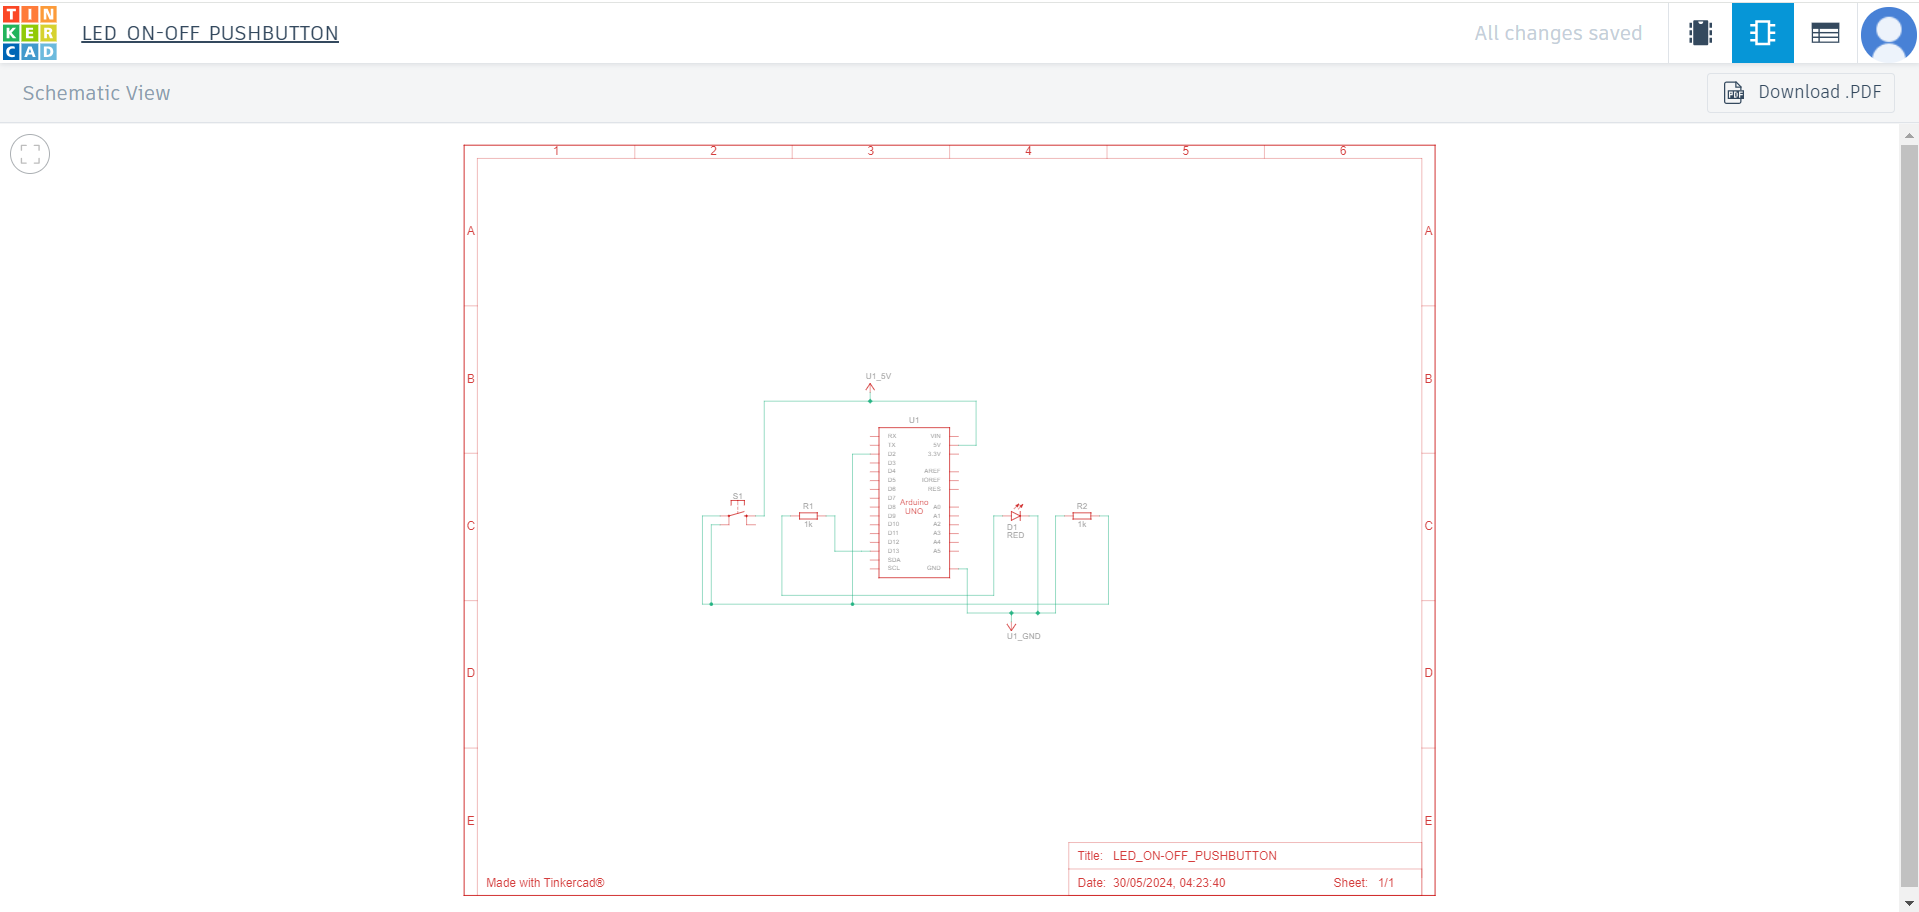 TIN
KER
CAD
LED_ON-OFF_PUSHBUTTON
All changes saved
Schematic View
PDF
Download .PDF
1 2 3 4 5 6
A A
B B
U1_5V
U1
RX VIN
TX 5V
D2 3.3V
D3
D4 AREF
D5 IOREF
D6 RES
D7
S1 R1 D8 Arduino A0 R2
C D9 UNO A1 C
1k D10 A2 D1 1k
D11 A3 RED
D12 A4
D13 A5
SDA
SCL GND
U1_GND
D D
E E
Title: LED_ON-OFF_PUSHBUTTON
Made with Tinkercad® Date: 30/05/2024, 04:23:40 Sheet: 1/1